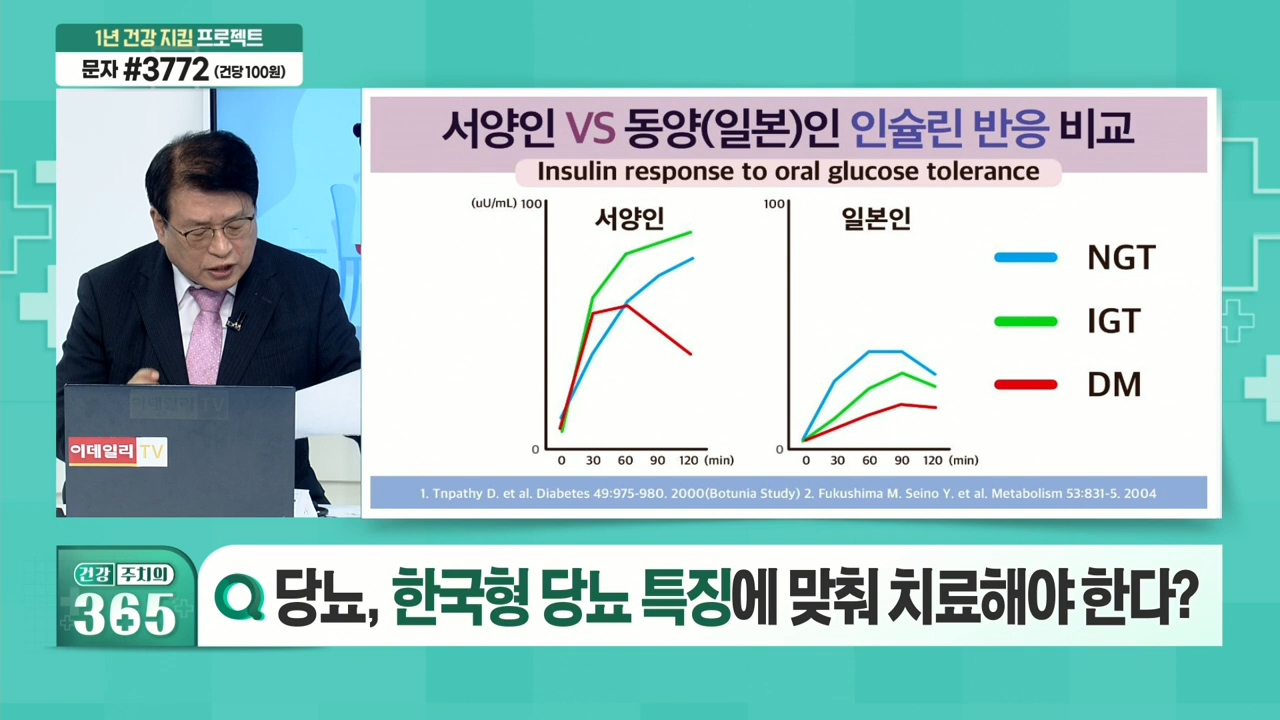 1년 건강 지킴 프로젝트
문자 #3772 (건당 100원)
서양인 VS 동양(일본)인 인슐린 반응 비교
Insulin response to oral glucose tolerance
(uU/mL) 100
서양인
0
0 30 60 90 120 (min)
100
일본인
0
0 30 60 90 120 (min)
NGT
IGT
DM
1. Tnpathy D. et al. Diabetes 49:975-980. 2000(Botunia Study) 2. Fukushima M. Seino Y. et al. Metabolism 53:831-5. 2004
이데일리 TV
이데일리 TV
건강 주치의
365
Q 당뇨, 한국형 당뇨 특징에 맞춰 치료해야 한다?